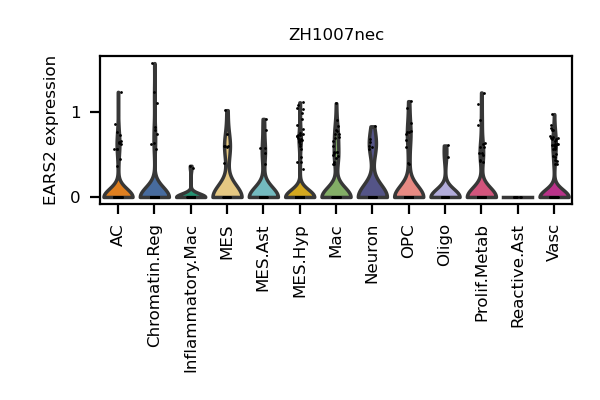 ZH1007nec
EARS2 expression
1
0
AC
Chromatin.Reg
Inflammatory.Mac
MES
MES.Ast
MES.Hyp
Mac
Neuron
OPC
Oligo
Prolif.Metab
Reactive.Ast
Vasc